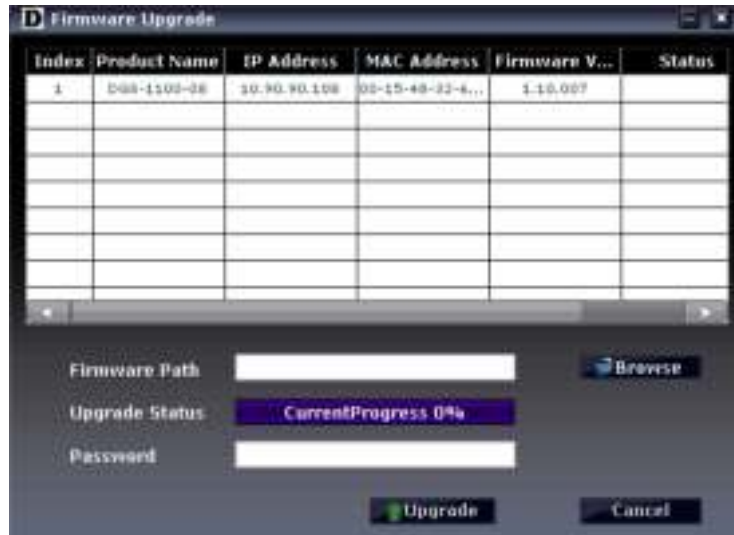 D Firmware Upgrade
Index Product Name IP Address MAC Address Firmware V... Status
1 DGS-1100-08 10.90.90.108 1.10.007
Firmware Path Browse
Upgrade Status CurrentProgress 0%
Password
Upgrade Cancel